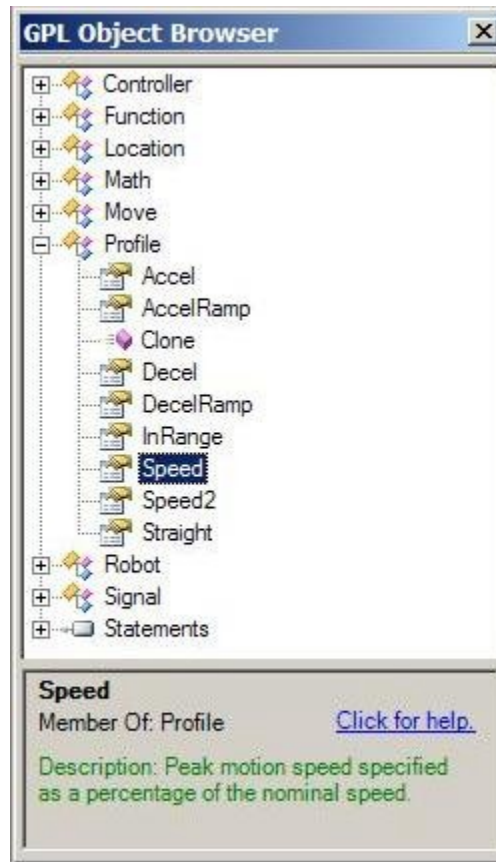 GPL Object Browser
Controller
Function
Location
Math
Move
Profile
Accel
AccelRamp
Clone
Decel
DecelRamp
InRange
Speed
Speed2
Straight
Robot
Signal
Statements
Speed
Member Of: Profile Click for help.
Description: Peak motion speed specified
as a percentage of the nominal speed.